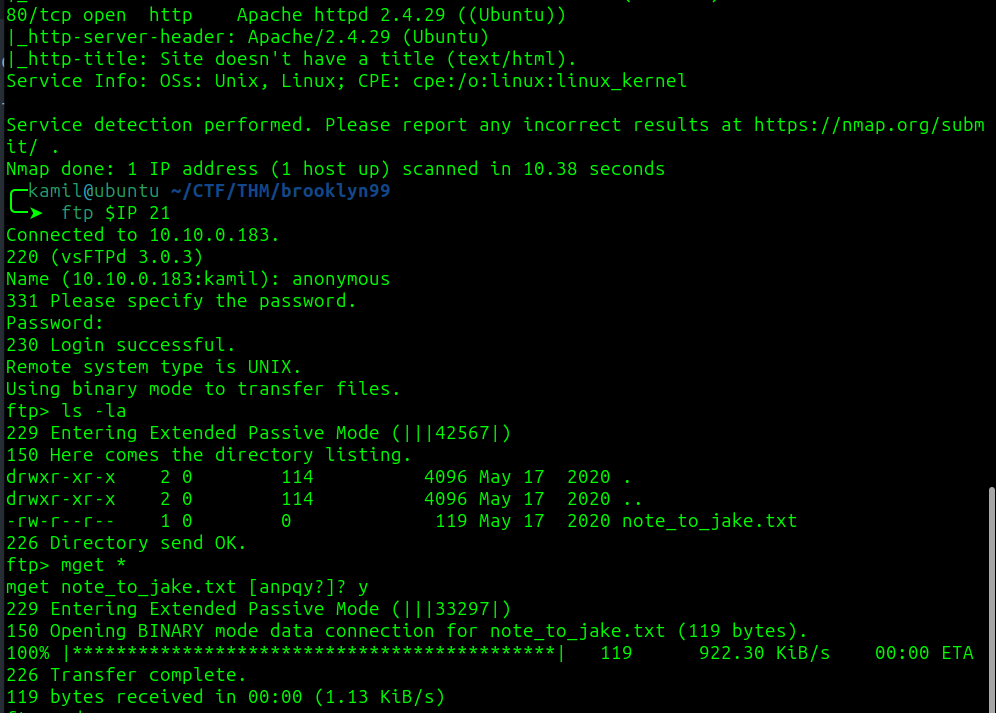 80/tcp open  http    Apache httpd 2.4.29 ((Ubuntu))
|_http-server-header: Apache/2.4.29 (Ubuntu)
|_http-title: Site doesn't have a title (text/html).
Service Info: OSs: Unix, Linux; CPE: cpe:/o:linux:linux_kernel

Service detection performed. Please report any incorrect results at https://nmap.org/subm
it/ .
Nmap done: 1 IP address (1 host up) scanned in 10.38 seconds
╭─kamil@ubuntu ~/CTF/THM/brooklyn99
╰─➤  ftp $IP 21
Connected to 10.10.0.183.
220 (vsFTPd 3.0.3)
Name (10.10.0.183:kamil): anonymous
331 Please specify the password.
Password:
230 Login successful.
Remote system type is UNIX.
Using binary mode to transfer files.
ftp> ls -la
229 Entering Extended Passive Mode (|||42567|)
150 Here comes the directory listing.
drwxr-xr-x    2 0        114          4096 May 17  2020 .
drwxr-xr-x    2 0        114          4096 May 17  2020 ..
-rw-r--r--    1 0        0             119 May 17  2020 note_to_jake.txt
226 Directory send OK.
ftp> mget *
mget note_to_jake.txt [anpqy?]? y
229 Entering Extended Passive Mode (|||33297|)
150 Opening BINARY mode data connection for note_to_jake.txt (119 bytes).
100% |********************************************|   119      922.30 KiB/s    00:00 ETA
226 Transfer complete.
119 bytes received in 00:00 (1.13 KiB/s)